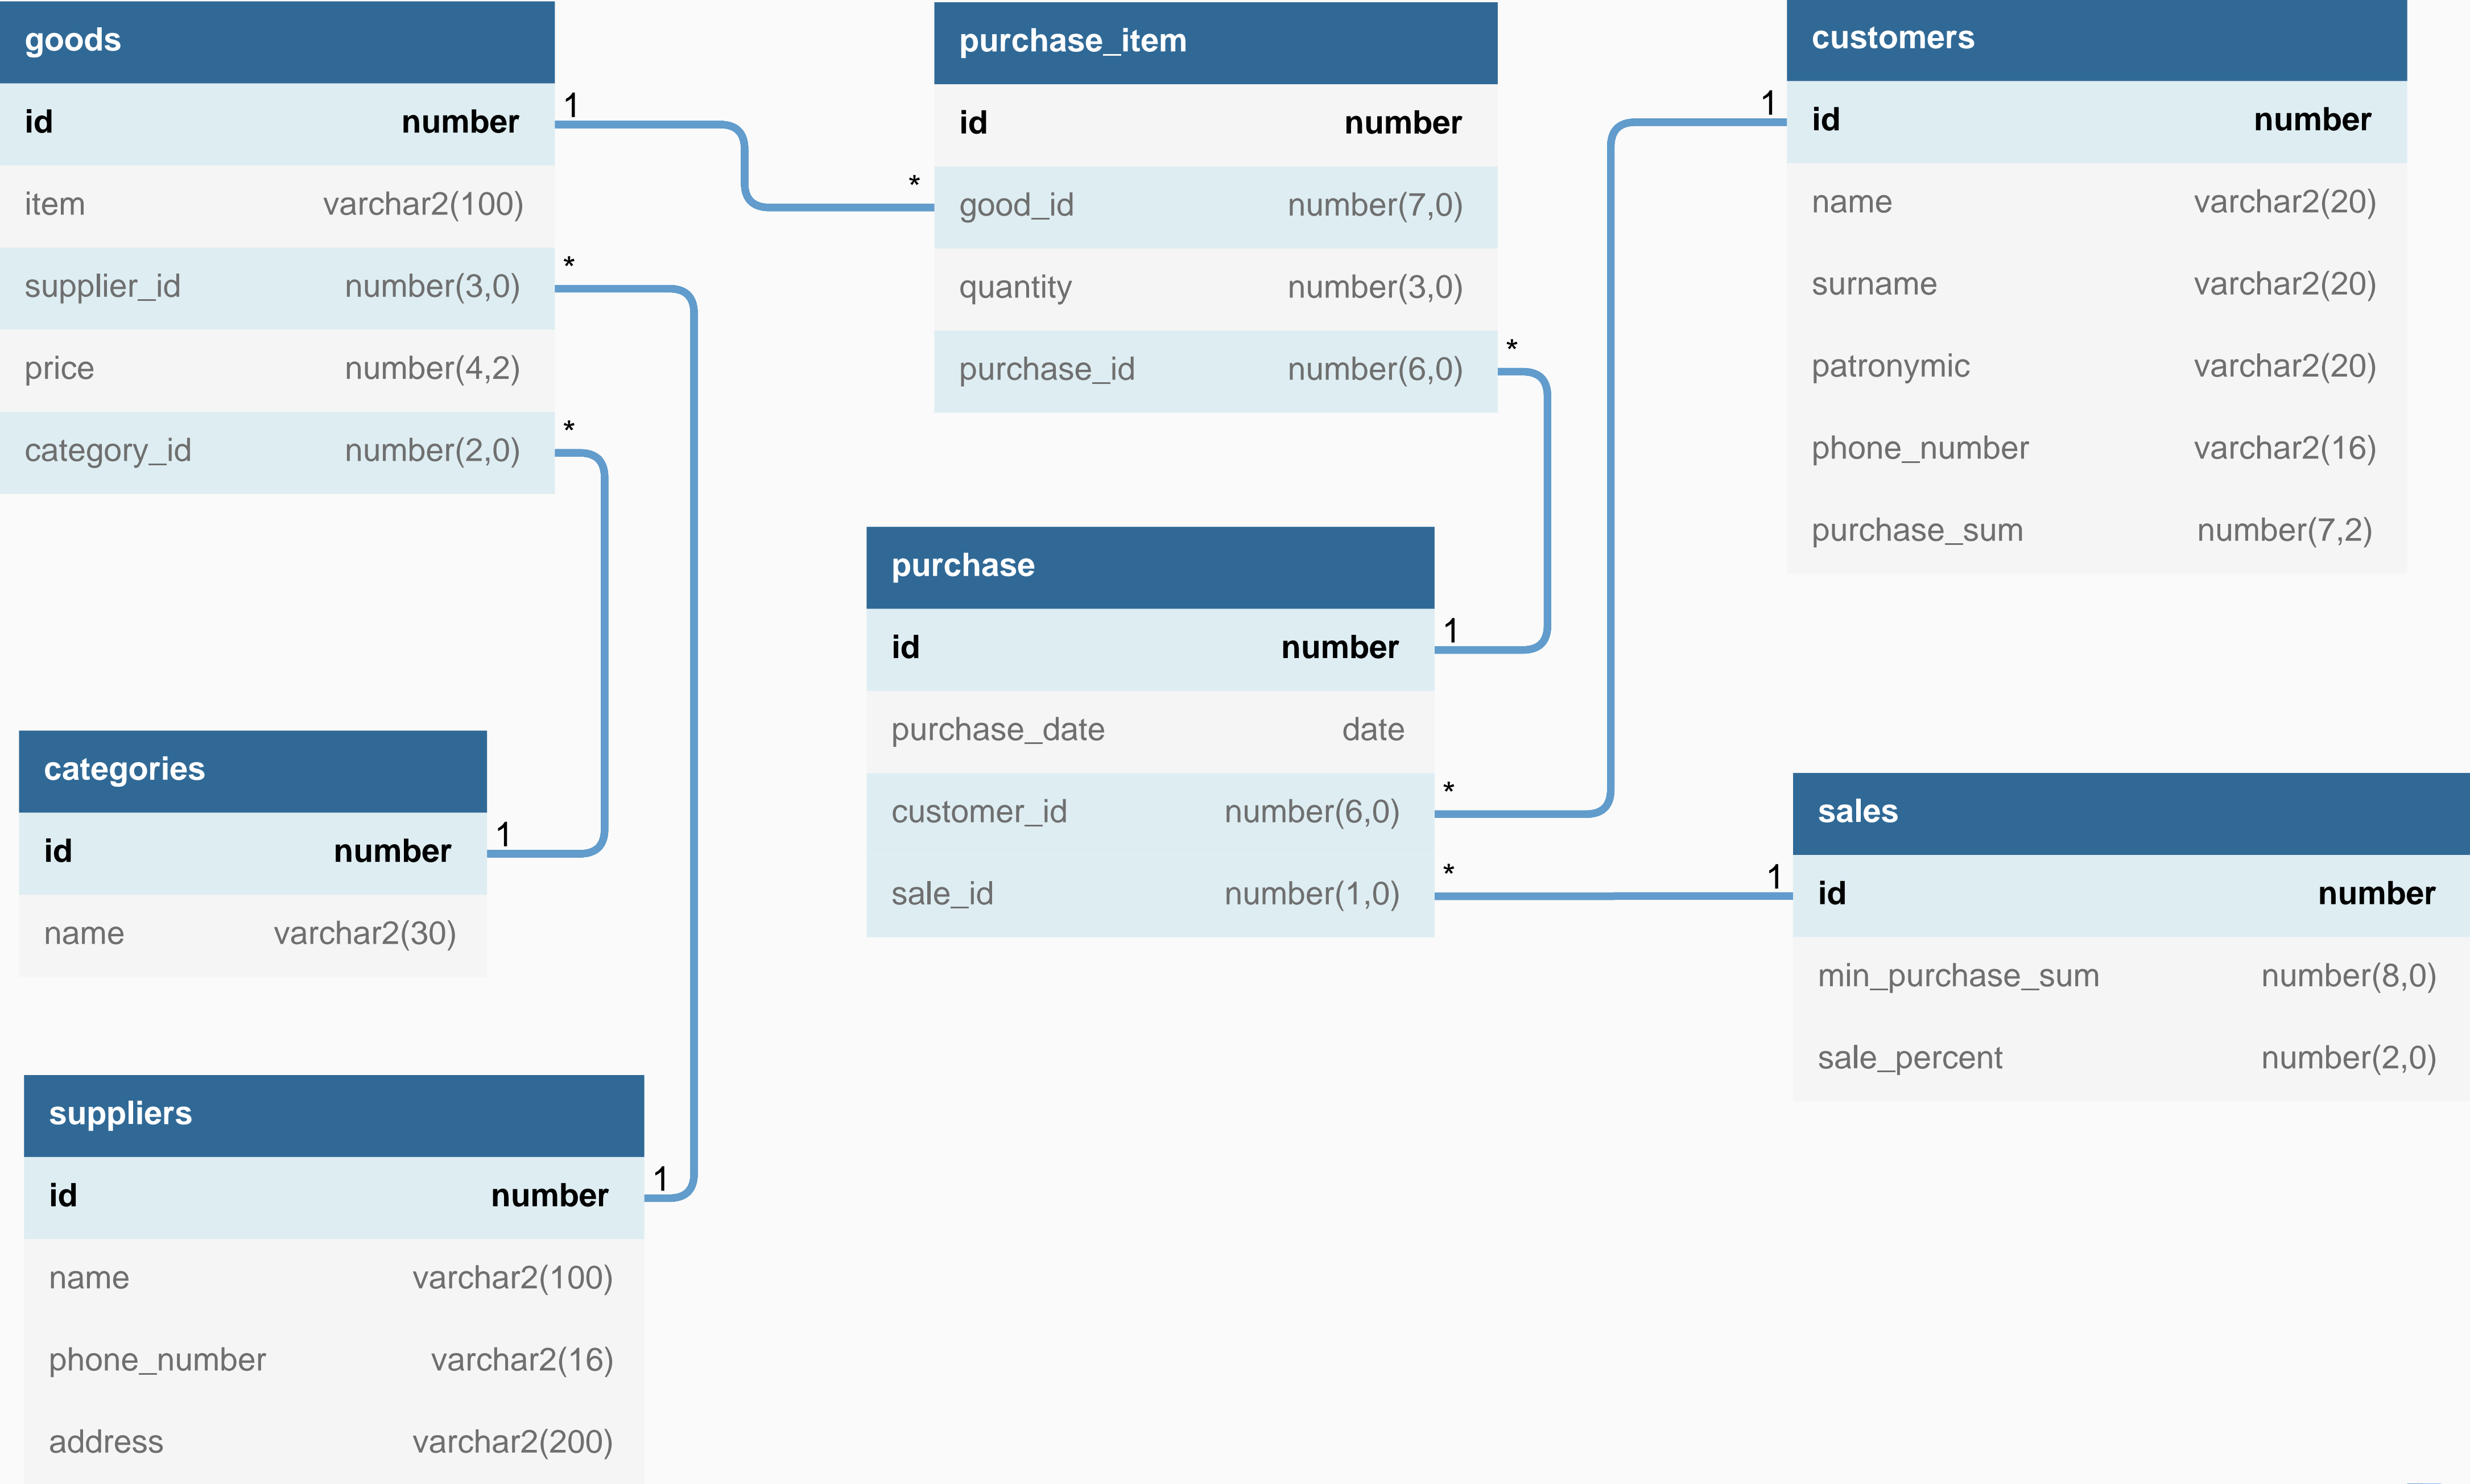 goods
id number
item varchar2(100)
supplier_id number(3,0)
price number(4,2)
category_id number(2,0)
1
*
*
purchase_item
id number
good_id number(7,0)
quantity number(3,0)
purchase_id number(6,0)
*
*
customers
id number
name varchar2(20)
surname varchar2(20)
patronymic varchar2(20)
phone_number varchar2(16)
purchase_sum number(7,2)
1
purchase
id number
purchase_date date
customer_id number(6,0)
sale_id number(1,0)
1
*
*
categories
id number
name varchar2(30)
1
sales
id number
min_purchase_sum number(8,0)
sale_percent number(2,0)
1
suppliers
id number
name varchar2(100)
phone_number varchar2(16)
address varchar2(200)
1